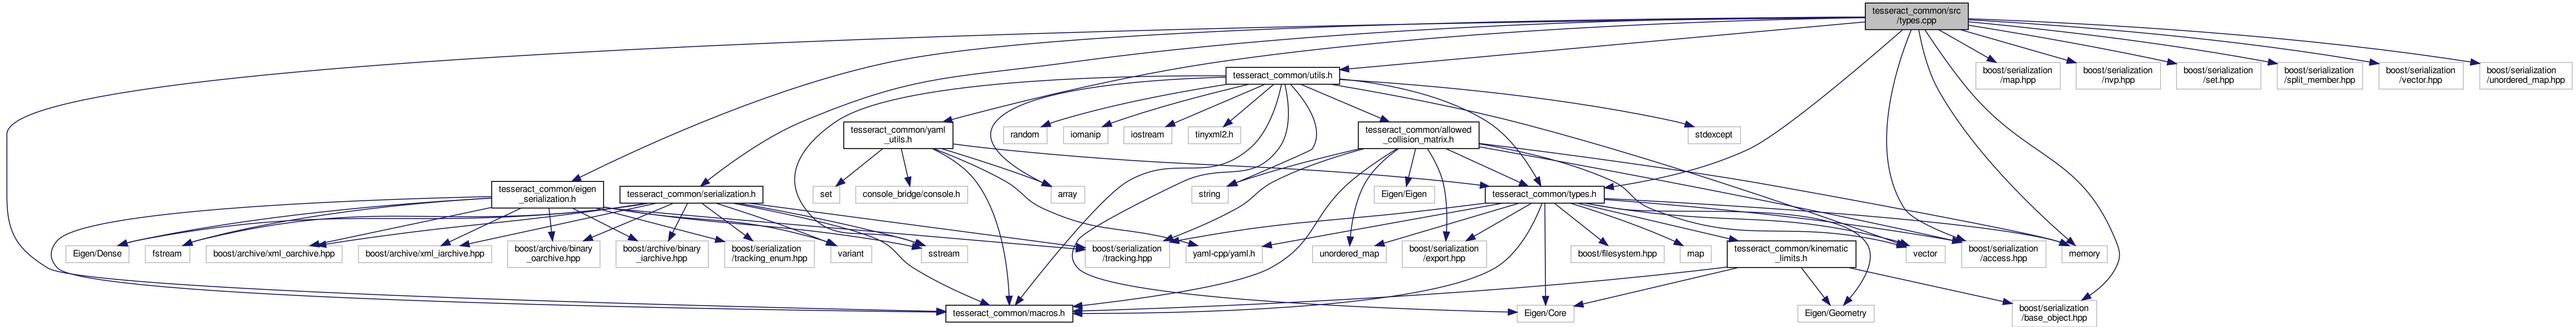 tesseract_common/src
/types.cpp
tesseract_common/utils.h
boost/serialization
/map.hpp
boost/serialization
/nvp.hpp
boost/serialization
/set.hpp
boost/serialization
/split_member.hpp
boost/serialization
/vector.hpp
boost/serialization
/unordered_map.hpp
tesseract_common/yaml
_utils.h
random
iomanip
iostream
tinyxml2.h
tesseract_common/allowed
_collision_matrix.h
stdexcept
tesseract_common/eigen
_serialization.h
tesseract_common/serialization.h
set
console_bridge/console.h
array
string
Eigen/Eigen
tesseract_common/types.h
Eigen/Dense
fstream
boost/archive/xml_oarchive.hpp
boost/archive/xml_iarchive.hpp
boost/archive/binary
_oarchive.hpp
boost/archive/binary
_iarchive.hpp
boost/serialization
/tracking_enum.hpp
variant
sstream
boost/serialization
/tracking.hpp
yaml-cpp/yaml.h
unordered_map
boost/serialization
/export.hpp
boost/filesystem.hpp
map
tesseract_common/kinematic
_limits.h
vector
boost/serialization
/access.hpp
memory
tesseract_common/macros.h
Eigen/Core
Eigen/Geometry
boost/serialization
/base_object.hpp